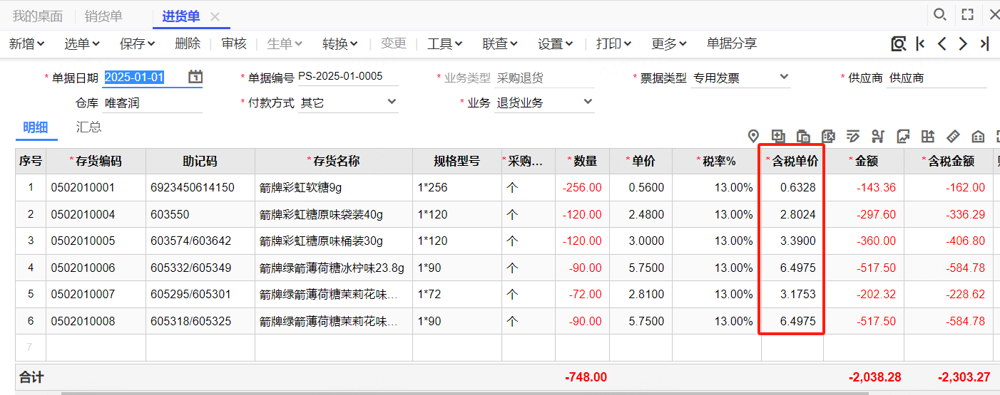 我的桌面 销货单 进货单
新增 选单 保存 删除 审核 生单 转换 变更 工具 联查 设置 打印 更多 单据分享
* 单据日期 2025-01-01 * 单据编号 PS-2025-01-0005 * 业务类型 采购退货 * 票据类型 专用发票 * 供应商 供应商
仓库 唯客润 * 付款方式 其它 * 业务 退货业务
明细 汇总
序号 *存货编码 助记码 *存货名称 规格型号 *采购... *数量 *单价 *税率% *含税单价 *金额 *含税金额
1 0502010001 6923450614150 箭牌彩虹软糖9g 1*256 个 -256.00 0.5600 13.00% 0.6328 -143.36 -162.00
2 0502010004 603550 箭牌彩虹糖原味袋装40g 1*120 个 -120.00 2.4800 13.00% 2.8024 -297.60 -336.29
3 0502010005 603574/603642 箭牌彩虹糖原味桶装30g 1*120 个 -120.00 3.0000 13.00% 3.3900 -360.00 -406.80
4 0502010006 605332/605349 箭牌绿箭薄荷糖冰柠味23.8g 1*90 个 -90.00 5.7500 13.00% 6.4975 -517.50 -584.78
5 0502010007 605295/605301 箭牌绿箭薄荷糖茉莉花味... 1*72 个 -72.00 2.8100 13.00% 3.1753 -202.32 -228.62
6 0502010008 605318/605325 箭牌绿箭薄荷糖茉莉花味... 1*90 个 -90.00 5.7500 13.00% 6.4975 -517.50 -584.78
7
合计 -748.00 -2,038.28 -2,303.27